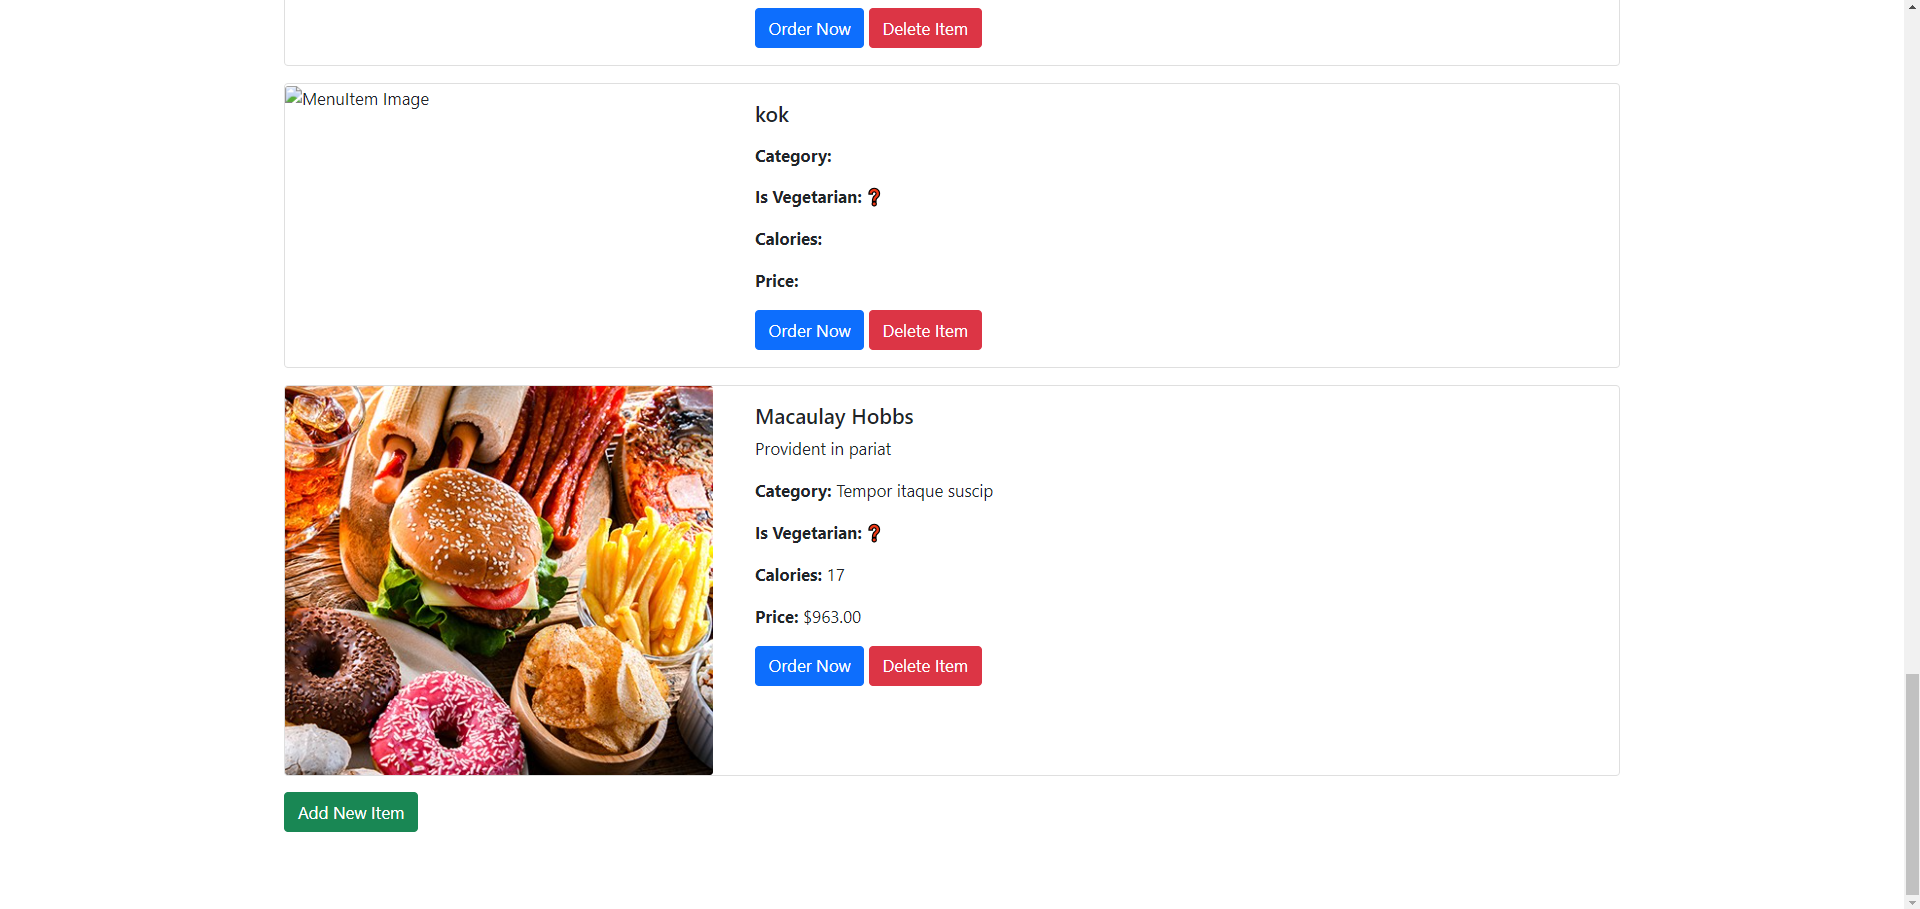 Order Now Delete Item
MenuItem Image
kok
Category:
Is Vegetarian: ❓
Calories:
Price:
Order Now Delete Item
Macaulay Hobbs
Provident in pariat
Category: Tempor itaque suscip
Is Vegetarian: ❓
Calories: 17
Price: $963.00
Order Now Delete Item
Add New Item